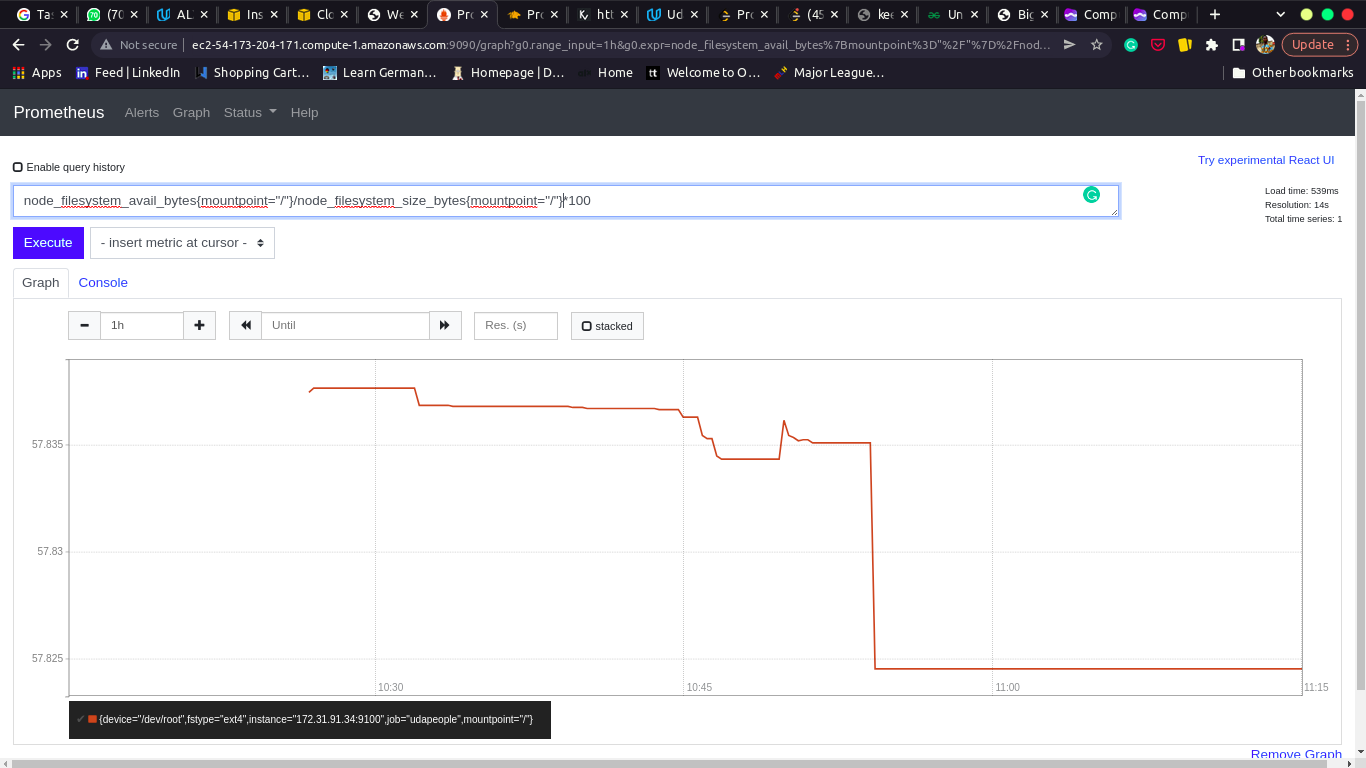 Ta
(70
AL
Ins
Clo
We
Pro
Pro
htt
Ud
Pro
(45
kee
Un
Big
Comp
Comp
Not secure
ec2-54-173-204-171.compute-1.amazonaws.com:9090/graph?g0.range_input=1h&g0.expr=node_filesystem_avail_bytes%7Bmountpoint%3D"%2F"%7D%2Fnod...
Update
Apps
Feed | LinkedIn
Shopping Cart...
Learn German...
Homepage | D...
Home
tt Welcome to O...
Major League...
Other bookmarks
Prometheus
Alerts
Graph
Status
Help
Enable query history
Try experimental React UI
node_filesystem_avail_bytes{mountpoint="/"}/node_filesystem_size_bytes{mountpoint="/"}*100
Load time: 539ms
Resolution: 14s
Total time series: 1
Execute
- insert metric at cursor -
Graph
Console
1h
Until
Res. (s)
stacked
57.835
57.83
57.825
10:30
10:45
11:00
11:15
{device="/dev/root",fstype="ext4",instance="172.31.91.34:9100",job="udapeople",mountpoint="/"}
Remove Graph